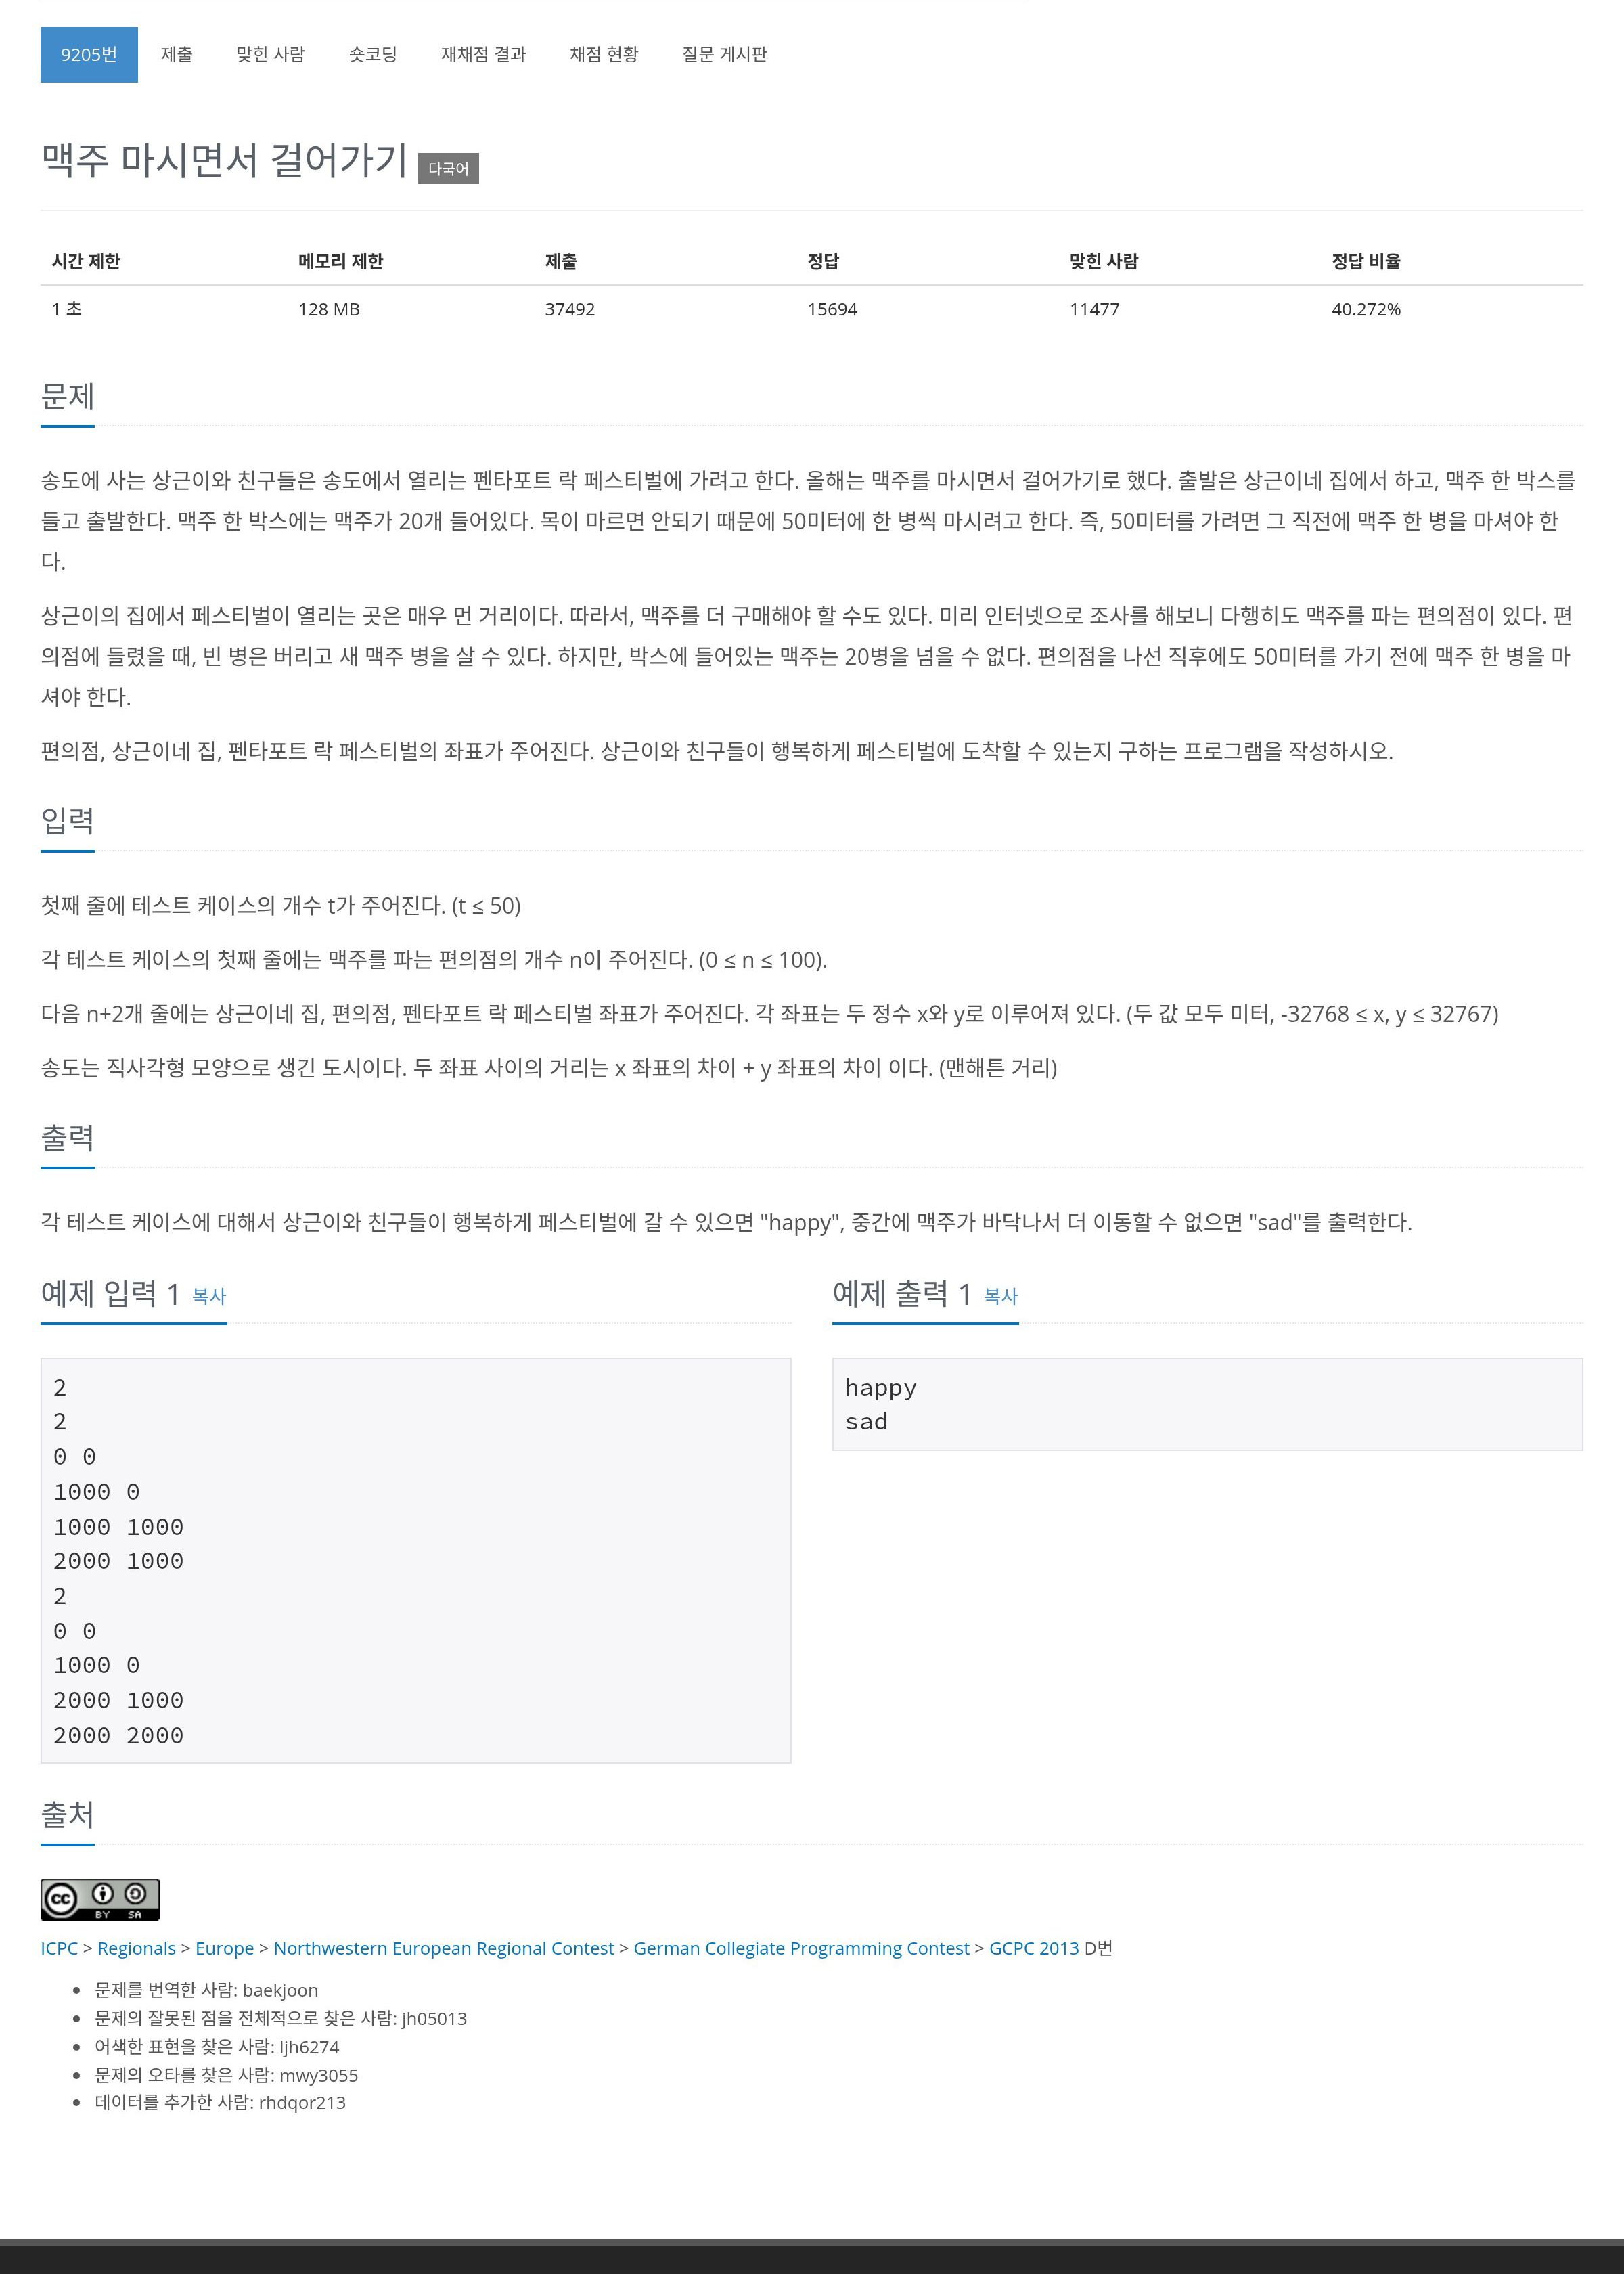 9205번 제출 맞힌 사람 숏코딩 재채점 결과 채점 현황 질문 게시판
맥주 마시면서 걸어가기 다국어
시간 제한 메모리 제한 제출 정답 맞힌 사람 정답 비율
1 초 128 MB 37492 15694 11477 40.272%
문제
송도에 사는 상근이와 친구들은 송도에서 열리는 펜타포트 락 페스티벌에 가려고 한다. 올해는 맥주를 마시면서 걸어가기로 했다. 출발은 상근이네 집에서 하고, 맥주 한 박스를
들고 출발한다. 맥주 한 박스에는 맥주가 20개 들어있다. 목이 마르면 안되기 때문에 50미터에 한 병씩 마시려고 한다. 즉, 50미터를 가려면 그 직전에 맥주 한 병을 마셔야 한
다.
상근이의 집에서 페스티벌이 열리는 곳은 매우 먼 거리이다. 따라서, 맥주를 더 구매해야 할 수도 있다. 미리 인터넷으로 조사를 해보니 다행히도 맥주를 파는 편의점이 있다. 편
의점에 들렸을 때, 빈 병은 버리고 새 맥주 병을 살 수 있다. 하지만, 박스에 들어있는 맥주는 20병을 넘을 수 없다. 편의점을 나선 직후에도 50미터를 가기 전에 맥주 한 병을 마
셔야 한다.
편의점, 상근이네 집, 펜타포트 락 페스티벌의 좌표가 주어진다. 상근이와 친구들이 행복하게 페스티벌에 도착할 수 있는지 구하는 프로그램을 작성하시오.
입력
첫째 줄에 테스트 케이스의 개수 t가 주어진다. (t ≤ 50)
각 테스트 케이스의 첫째 줄에는 맥주를 파는 편의점의 개수 n이 주어진다. (0 ≤ n ≤ 100).
다음 n+2개 줄에는 상근이네 집, 편의점, 펜타포트 락 페스티벌 좌표가 주어진다. 각 좌표는 두 정수 x와 y로 이루어져 있다. (두 값 모두 미터, -32768 ≤ x, y ≤ 32767)
송도는 직사각형 모양으로 생긴 도시이다. 두 좌표 사이의 거리는 x 좌표의 차이 + y 좌표의 차이 이다. (맨해튼 거리)
출력
각 테스트 케이스에 대해서 상근이와 친구들이 행복하게 페스티벌에 갈 수 있으면 "happy", 중간에 맥주가 바닥나서 더 이동할 수 없으면 "sad"를 출력한다.
예제 입력 1 복사
2
2
0 0
1000 0
1000 1000
2000 1000
2
0 0
1000 0
2000 1000
2000 2000
예제 출력 1 복사
happy
sad
출처
cc BY SA
ICPC > Regionals > Europe > Northwestern European Regional Contest > German Collegiate Programming Contest > GCPC 2013 D번
문제를 번역한 사람: baekjoon
문제의 잘못된 점을 전체적으로 찾은 사람: jh05013
어색한 표현을 찾은 사람: ljh6274
문제의 오타를 찾은 사람: mwy3055
데이터를 추가한 사람: rhdqor213